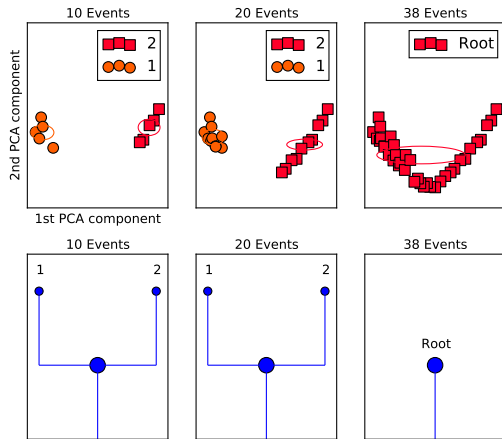 10 Events
20 Events
38 Events
2
1
2
1
Root
2nd PCA component
1st PCA component
10 Events
20 Events
38 Events
1
2
1
2
Root